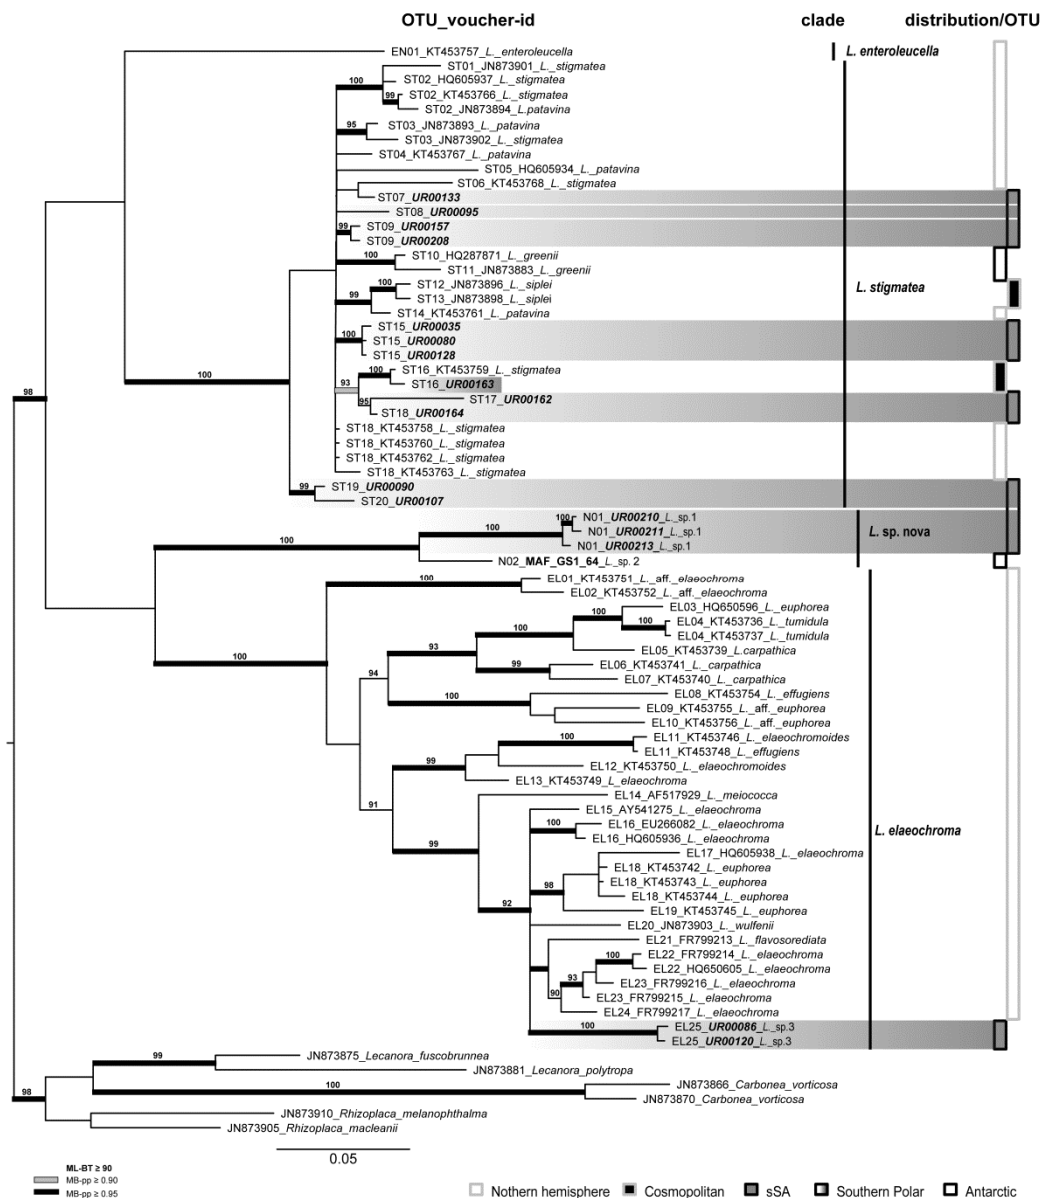 OTU_voucher-id clade distribution/OTU
EN01_KT453757_L._enteroleucella
L. enteroleucella
ST01_JN873901_L._stigmatea
100
ST02_HQ605937_L._stigmatea
99 ST02_KT453766_L._stigmatea
ST02_JN873894_L.patavina
95 ST03_JN873893_L._patavina
ST03_JN873902_L._stigmatea
ST04_KT453767_L._patavina
ST05_HQ605934_L._patavina
ST06_KT453768_L._stigmatea
ST07_UR00133
ST08_UR00095
99 ST09_UR00157
ST09_UR00208
100 ST10_HQ287871_L._greenii
ST11_JN873883_L._greenii
100 ST12_JN873896_L._siplei
99 ST13_JN873898_L._siplei
L. stigmatea
ST14_KT453761_L._patavina
ST15_UR00035
100 ST15_UR00080
ST15_UR00128
100 ST16_KT453759_L._stigmatea
93 ST16_UR00163
95 ST17_UR00162
ST18_UR00164
ST18_KT453758_L._stigmatea
ST18_KT453760_L._stigmatea
ST18_KT453762_L._stigmatea
ST18_KT453763_L._stigmatea
100
98
99 ST19_UR00090
ST20_UR00107
100 N01_UR00210_L._sp.1
100 N01_UR00211_L._sp.1
L. sp. nova
N01_UR00213_L._sp.1
100
N02_MAF_GS1_64_L._sp. 2
100 EL01_KT453751_L._aff._elaeochroma
EL02_KT453752_L._aff._elaeochroma
100 EL03_HQ650596_L._euphorea
100 100 EL04_KT453736_L._tumidula
EL04_KT453737_L._tumidula
93 EL05_KT453739_L.carpathica
99 EL06_KT453741_L._carpathica
100
94 EL07_KT453740_L._carpathica
100 EL08_KT453754_L._effugiens
EL09_KT453755_L._aff._euphorea
EL10_KT453756_L._aff._euphorea
100 EL11_KT453746_L._elaeochromoides
EL11_KT453748_L._effugiens
99 EL12_KT453750_L._elaeochromoides
EL13_KT453749_L._elaeochroma
91 EL14_AF517929_L._meiococca
EL15_AY541275_L._elaeochroma
100 EL16_EU266082_L._elaeochroma
L. elaeochroma
EL16_HQ605936_L._elaeochroma
99
EL17_HQ605938_L._elaeochroma
EL18_KT453742_L._euphorea
98 EL18_KT453743_L._euphorea
EL18_KT453744_L._euphorea
92 EL19_KT453745_L._euphorea
EL20_JN873903_L._wulfenii
EL21_FR799213_L._flavosorediata
100 EL22_FR799214_L._elaeochroma
EL22_HQ650605_L._elaeochroma
93 EL23_FR799216_L._elaeochroma
90 EL23_FR799215_L._elaeochroma
EL24_FR799217_L._elaeochroma
100 EL25_UR00086_L._sp.3
EL25_UR00120_L._sp.3
99 JN873875_Lecanora_fuscobrunnea
JN873881_Lecanora_polytropa
100 JN873866_Carbonea_vorticosa
98 JN873870_Carbonea_vorticosa
JN873910_Rhizoplaca_melanophthalma
JN873905_Rhizoplaca_macleanii
0.05
ML-BT ≥ 90
MB-pp ≥ 0.90
MB-pp ≥ 0.95
Nothern hemisphere Cosmopolitan sSA Southern Polar Antarctic